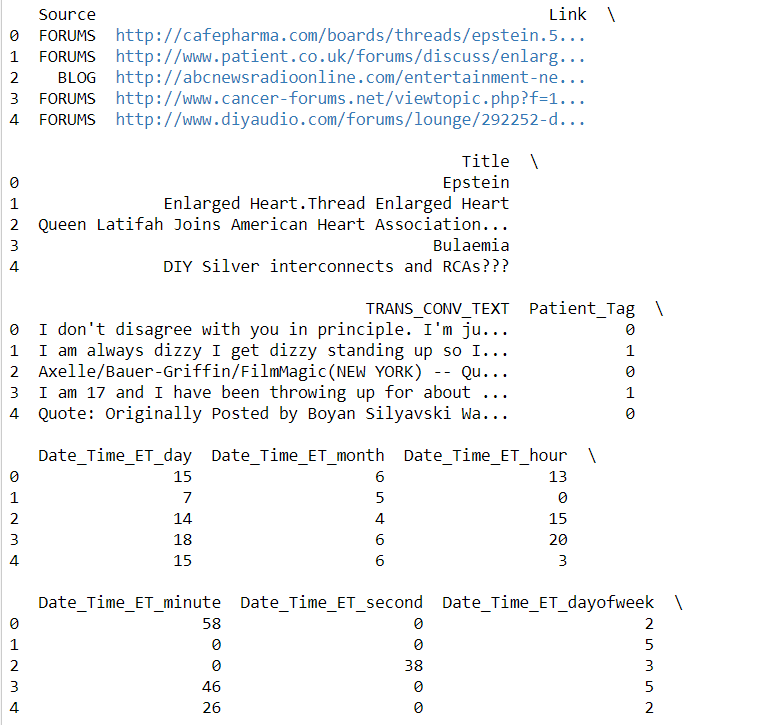 Source Link \
0 FORUMS http://cafepharma.com/boards/threads/epstein.5...
1 FORUMS http://www.patient.co.uk/forums/discuss/enlarg...
2 BLOG http://abcnewsradioonline.com/entertainment-ne...
3 FORUMS http://www.cancer-forums.net/viewtopic.php?f=1...
4 FORUMS http://www.diyaudio.com/forums/lounge/292252-d...
Title \
0 Epstein
1 Enlarged Heart.Thread Enlarged Heart
2 Queen Latifah Joins American Heart Association...
3 Bulaemia
4 DIY Silver interconnects and RCAs???
TRANS_CONV_TEXT Patient_Tag \
0 I don't disagree with you in principle. I'm ju... 0
1 I am always dizzy I get dizzy standing up so I... 1
2 Axelle/Bauer-Griffin/FilmMagic(NEW YORK) -- Qu... 0
3 I am 17 and I have been throwing up for about ... 1
4 Quote: Originally Posted by Boyan Silyavski Wa... 0
Date_Time_ET_day Date_Time_ET_month Date_Time_ET_hour \
0 15 6 13
1 7 5 0
2 14 4 15
3 18 6 20
4 15 6 3
Date_Time_ET_minute Date_Time_ET_second Date_Time_ET_dayofweek \
0 58 0 2
1 0 0 5
2 0 38 3
3 46 0 5
4 26 0 2